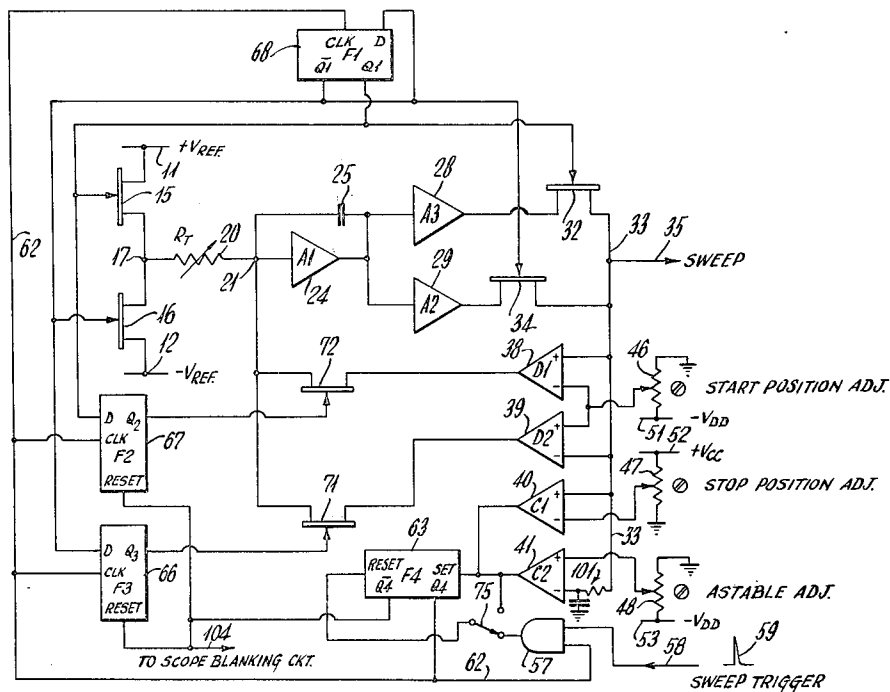 68
CLK D
F1
Q̅1 Q1
+VREF.
11
15
25
28
A3
32
33
35
SWEEP
62
RT
20
17
21
A1
24
29
A2
34
16
12
-VREF.
72
38
D1
+
-
46
START POSITION ADJ.
-VDD
51
39
D2
+
-
52
+VCC
D Q2
CLK
F2
67
RESET
71
40
C1
+
-
47
STOP POSITION ADJ.
33
63
D Q3
CLK
F3
66
RESET
RESET SET
F4
Q̅4 Q4
41
C2
+
-
101
48
ASTABLE ADJ.
-VDD
53
75
104
TO SCOPE BLANKING CKT.
57
62
58
59
SWEEP TRIGGER